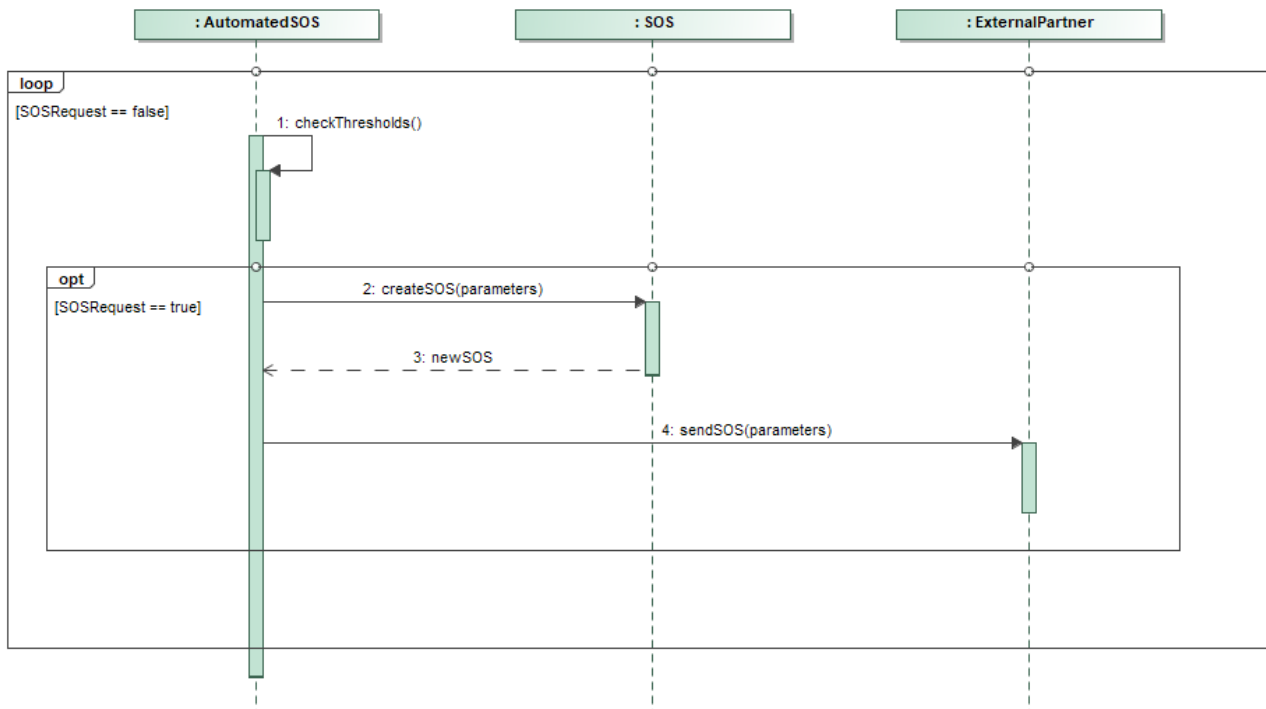 : AutomatedSOS
: SOS
: ExternalPartner
loop
[SOSRequest == false]
1: checkThresholds()
opt
[SOSRequest == true]
2: createSOS(parameters)
3: newSOS
4: sendSOS(parameters)